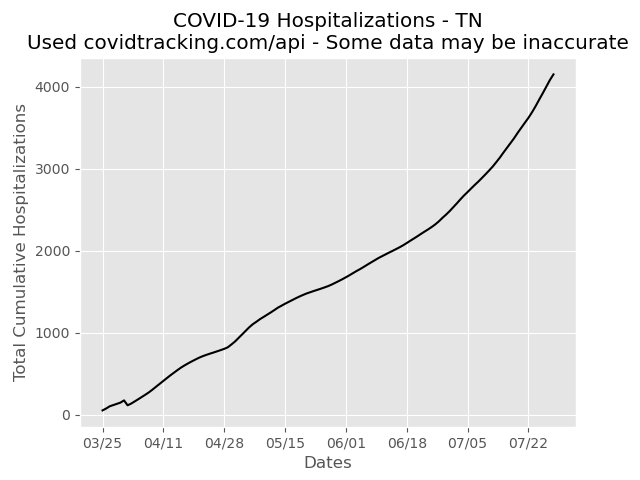 COVID-19 Hospitalizations - TN
Used covidtracking.com/api - Some data may be inaccurate
Total Cumulative Hospitalizations
4000
3000
2000
1000
0
03/25 04/11 04/28 05/15 06/01 06/18 07/05 07/22
Dates